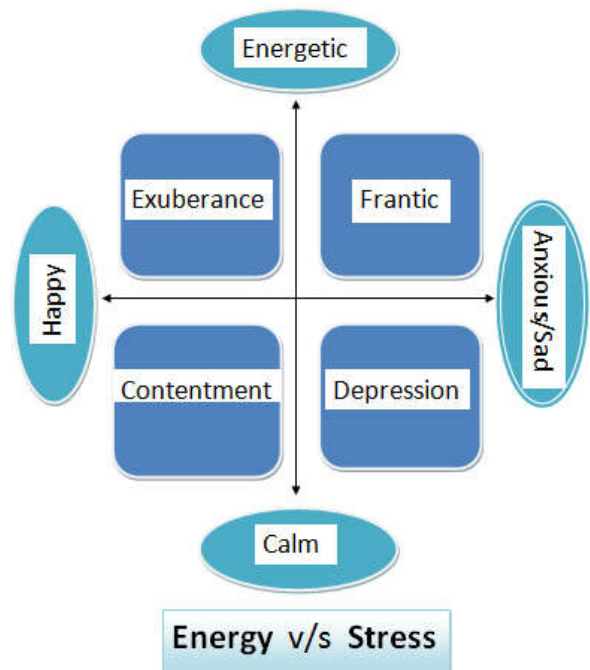 Energetic
Exuberance
Frantic
Happy
Anxious/Sad
Contentment
Depression
Calm
Energy v/s Stress